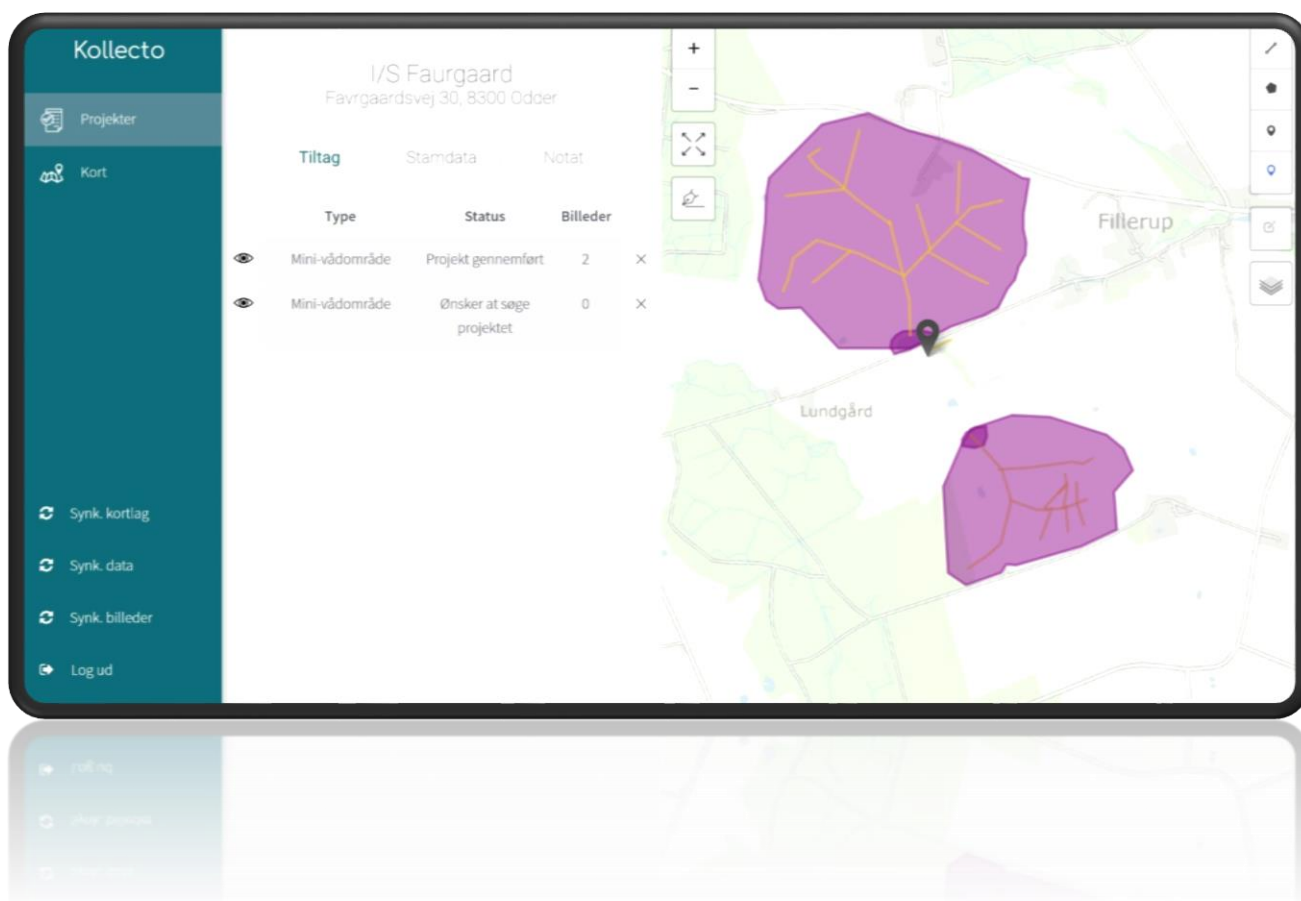 Kollecto
Projekter
Kort
Synk. kortlag
Synk. data
Synk. billeder
Log ud
I/S Faurgaard
Favrgaardsvej 30, 8300 Odder
Tiltag Stamdata Notat
Type Status Billeder
Mini-vådområde Projekt gennemført 2 ×
Mini-vådområde Ønsker at søge 0 ×
projektet
+
−
Fillerup
Lundgård